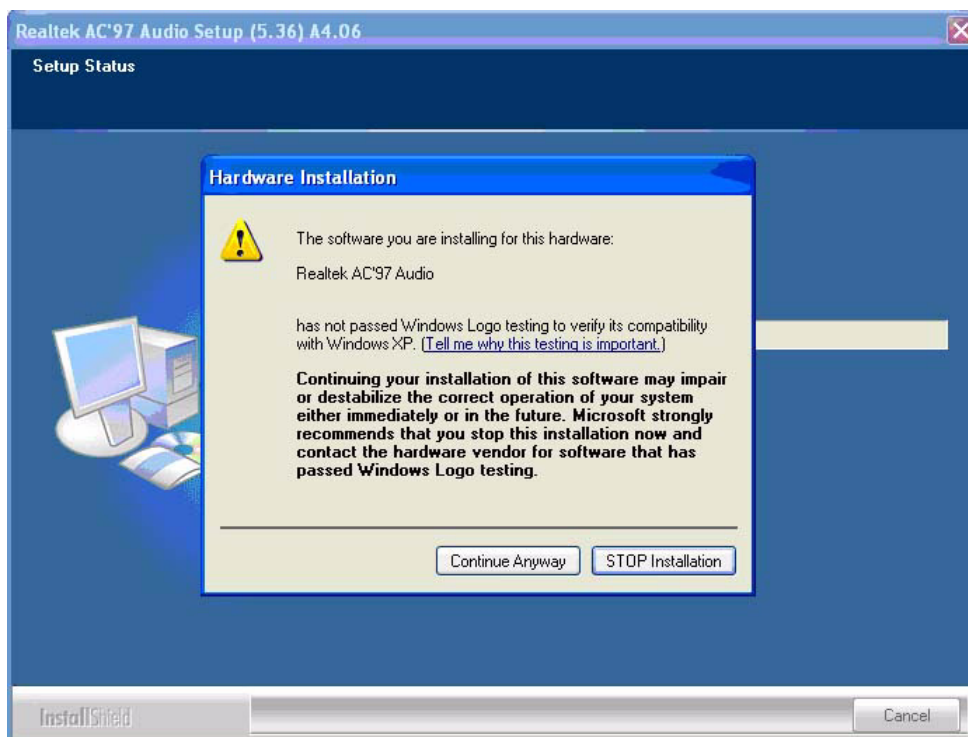 Realtek AC'97 Audio Setup (5.36) A4.06
Setup Status
Hardware Installation
The software you are installing for this hardware:
Realtek AC'97 Audio
has not passed Windows Logo testing to verify its compatibility
with Windows XP. (Tell me why this testing is important.)
Continuing your installation of this software may impair
or destabilize the correct operation of your system
either immediately or in the future. Microsoft strongly
recommends that you stop this installation now and
contact the hardware vendor for software that has
passed Windows Logo testing.
Continue Anyway
STOP Installation
InstallShield
Cancel